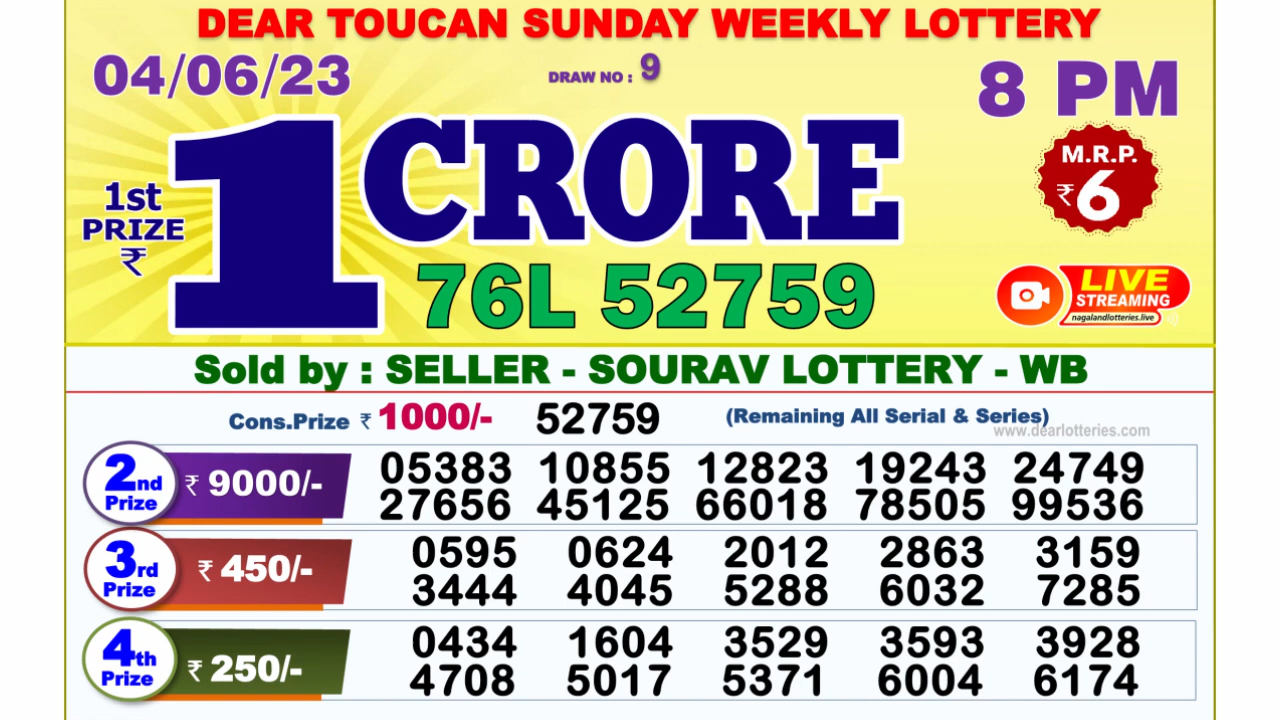 DEAR TOUCAN SUNDAY WEEKLY LOTTERY
04/06/23
DRAW NO : 9
8 PM
1st
PRIZE
₹
1 CRORE
M.R.P.
₹ 6
76L 52759
LIVE
STREAMING
nagalandlotteries.live
Sold by : SELLER - SOURAV LOTTERY - WB
Cons.Prize ₹ 1000/- 52759 (Remaining All Serial & Series)
www.dearlotteries.com
2nd Prize ₹ 9000/-
05383 10855 12823 19243 24749
27656 45125 66018 78505 99536
3rd Prize ₹ 450/-
0595 0624 2012 2863 3159
3444 4045 5288 6032 7285
4th Prize ₹ 250/-
0434 1604 3529 3593 3928
4708 5017 5371 6004 6174